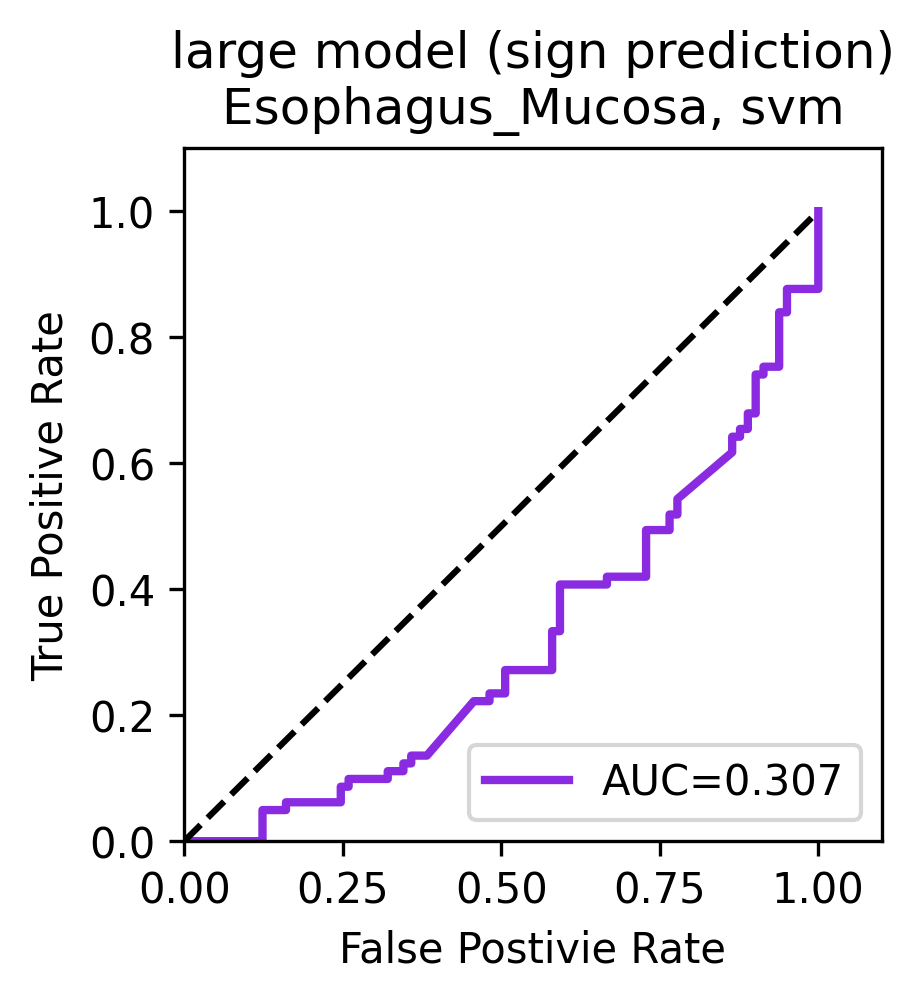 large model (sign prediction)
Esophagus_Mucosa, svm
1.0
0.8
0.6
0.4
0.2
0.0
True Positive Rate
AUC=0.307
0.00 0.25 0.50 0.75 1.00
False Postivie Rate